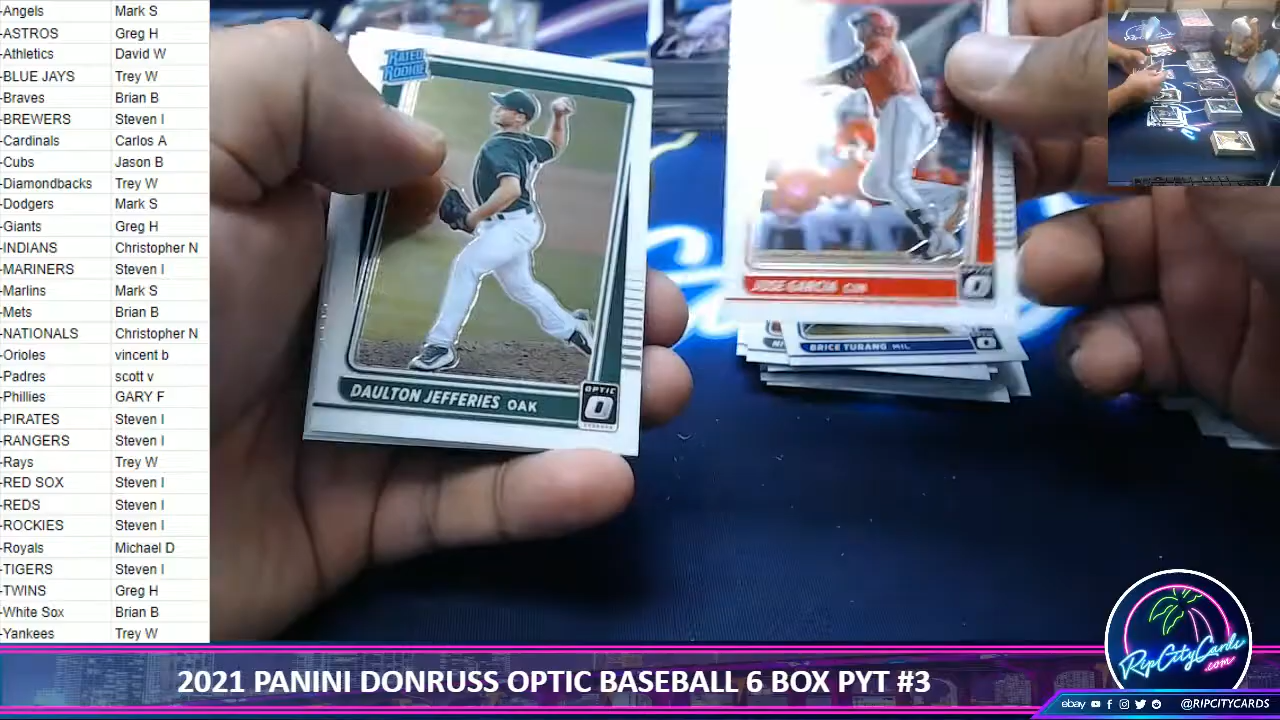 -Angels Mark S
-ASTROS Greg H
-Athletics David W
-BLUE JAYS Trey W
-Braves Brian B
-BREWERS Steven I
-Cardinals Carlos A
-Cubs Jason B
-Diamondbacks Trey W
-Dodgers Mark S
-Giants Greg H
-INDIANS Christopher N
-MARINERS Steven I
-Marlins Mark S
-Mets Brian B
-NATIONALS Christopher N
-Orioles vincent b
-Padres scott v
-Phillies GARY F
-PIRATES Steven I
-RANGERS Steven I
-Rays Trey W
-RED SOX Steven I
-REDS Steven I
-ROCKIES Steven I
-Royals Michael D
-TIGERS Steven I
-TWINS Greg H
-White Sox Brian B
-Yankees Trey W
RATED
ROOKIE
DAULTON JEFFERIES OAK
OPTIC
JOSE GARCIA CIN
OPTIC
BRICE TURANG MIL
RipCityCards
.com
2021 PANINI DONRUSS OPTIC BASEBALL 6 BOX PYT #3
ebay @RIPCITYCARDS